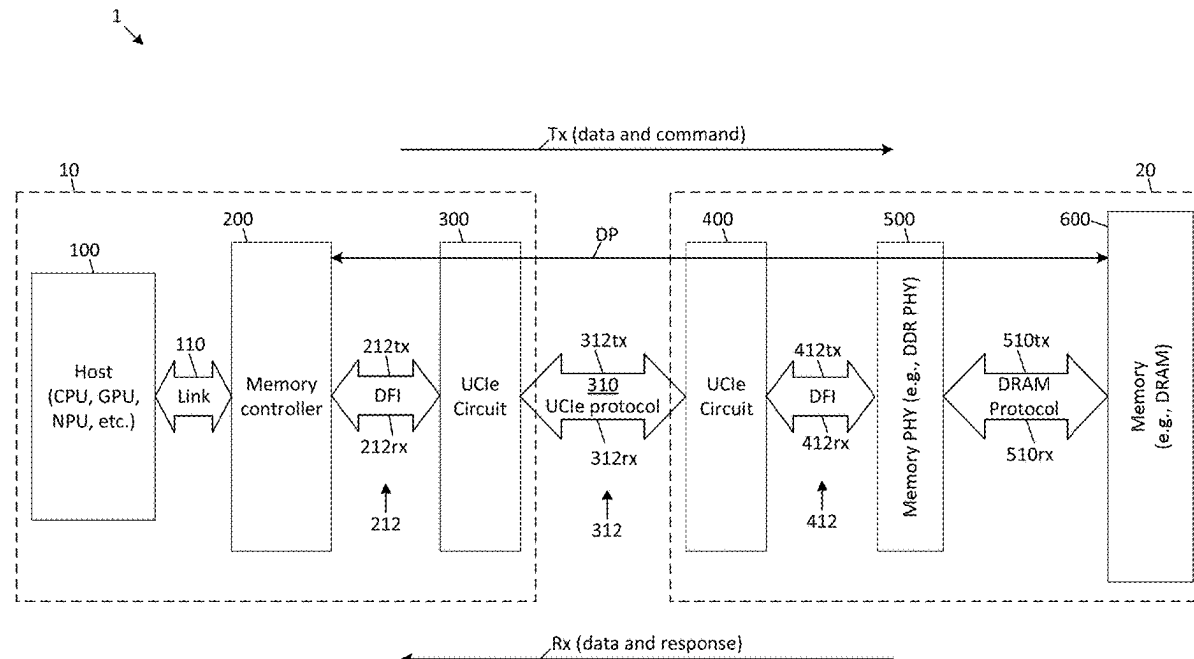 1
Tx (data and command)
10
20
200
300
400
500
600
100
DP
110
212tx
312tx
412tx
510tx
Host
(CPU, GPU,
NPU, etc.)
Link
Memory
controller
DFI
UCIe
Circuit
310
UCIe protocol
UCIe
Circuit
DFI
Memory PHY (e.g., DDR PHY)
DRAM
Protocol
Memory
(e.g., DRAM)
212rx
312rx
412rx
510rx
212
312
412
Rx (data and response)